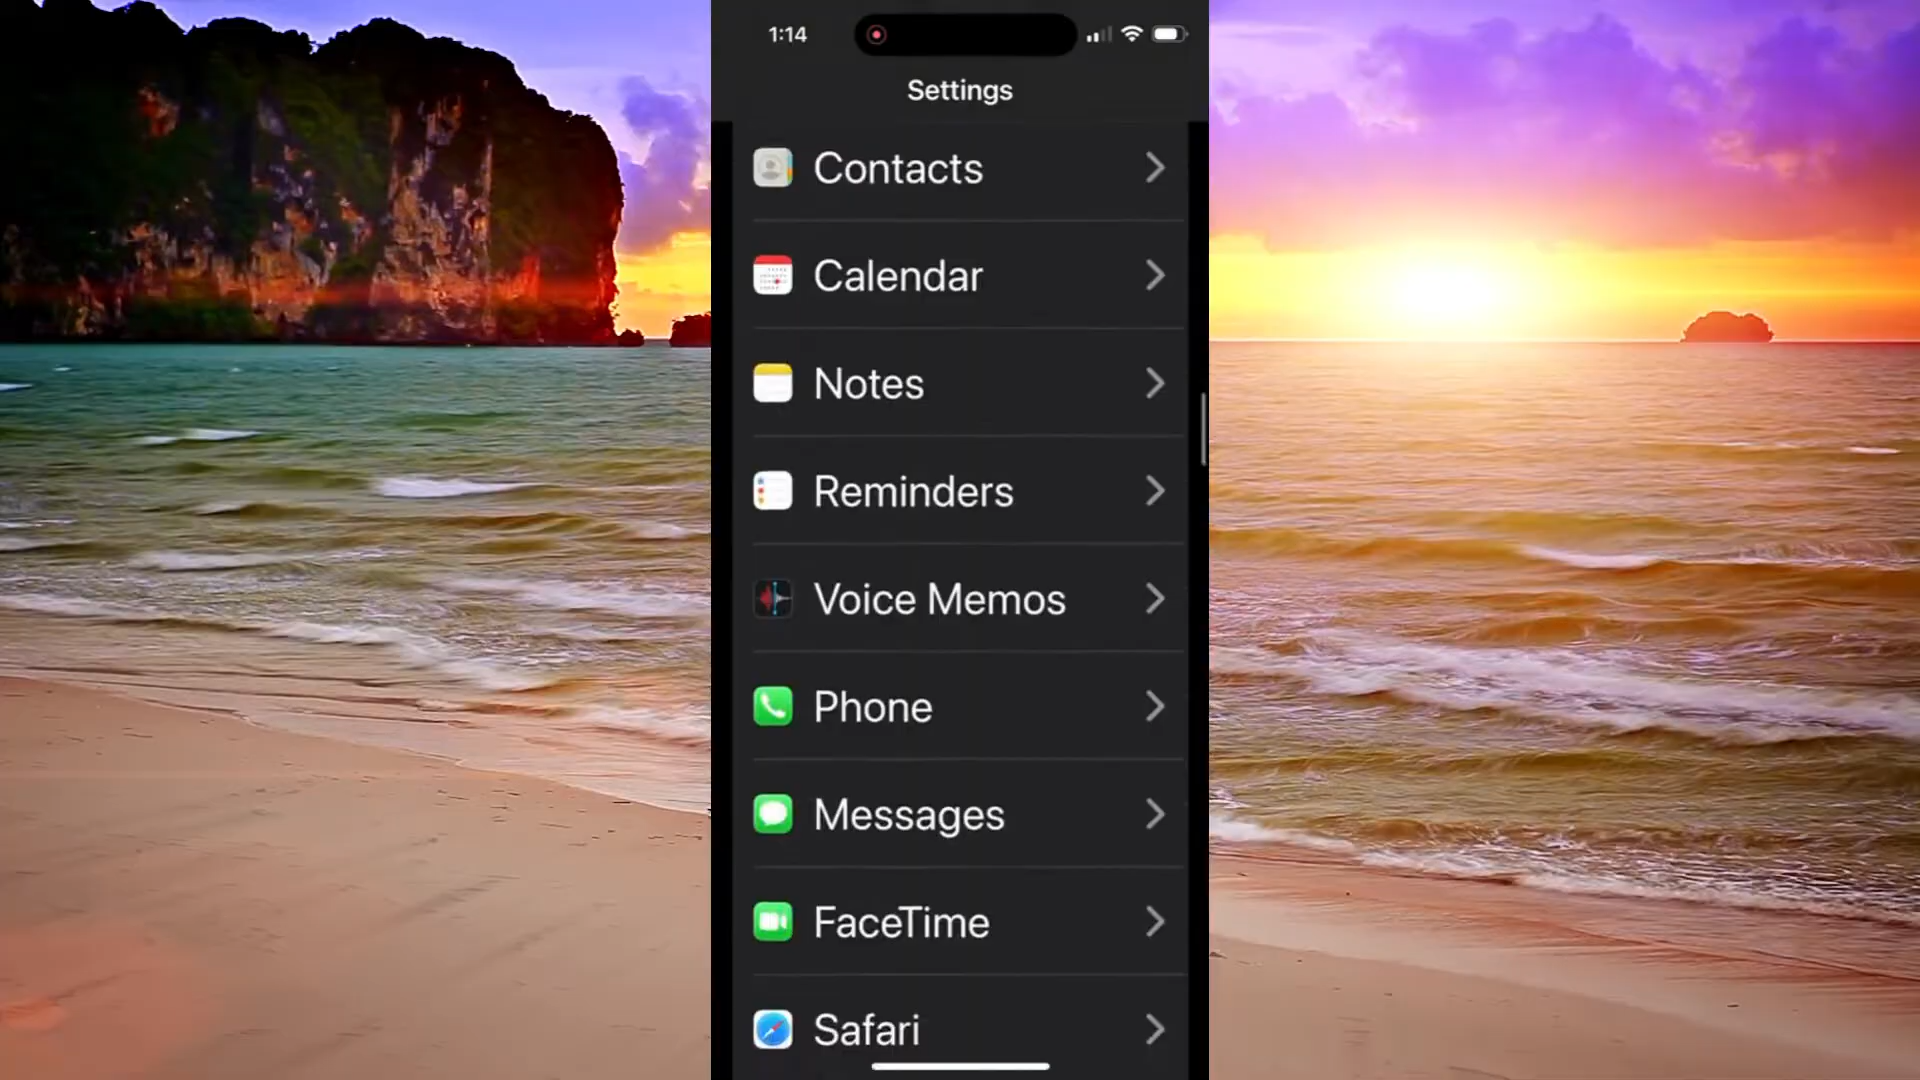 1:14
Settings
Contacts
Calendar
Notes
Reminders
Voice Memos
Phone
Messages
FaceTime
Safari